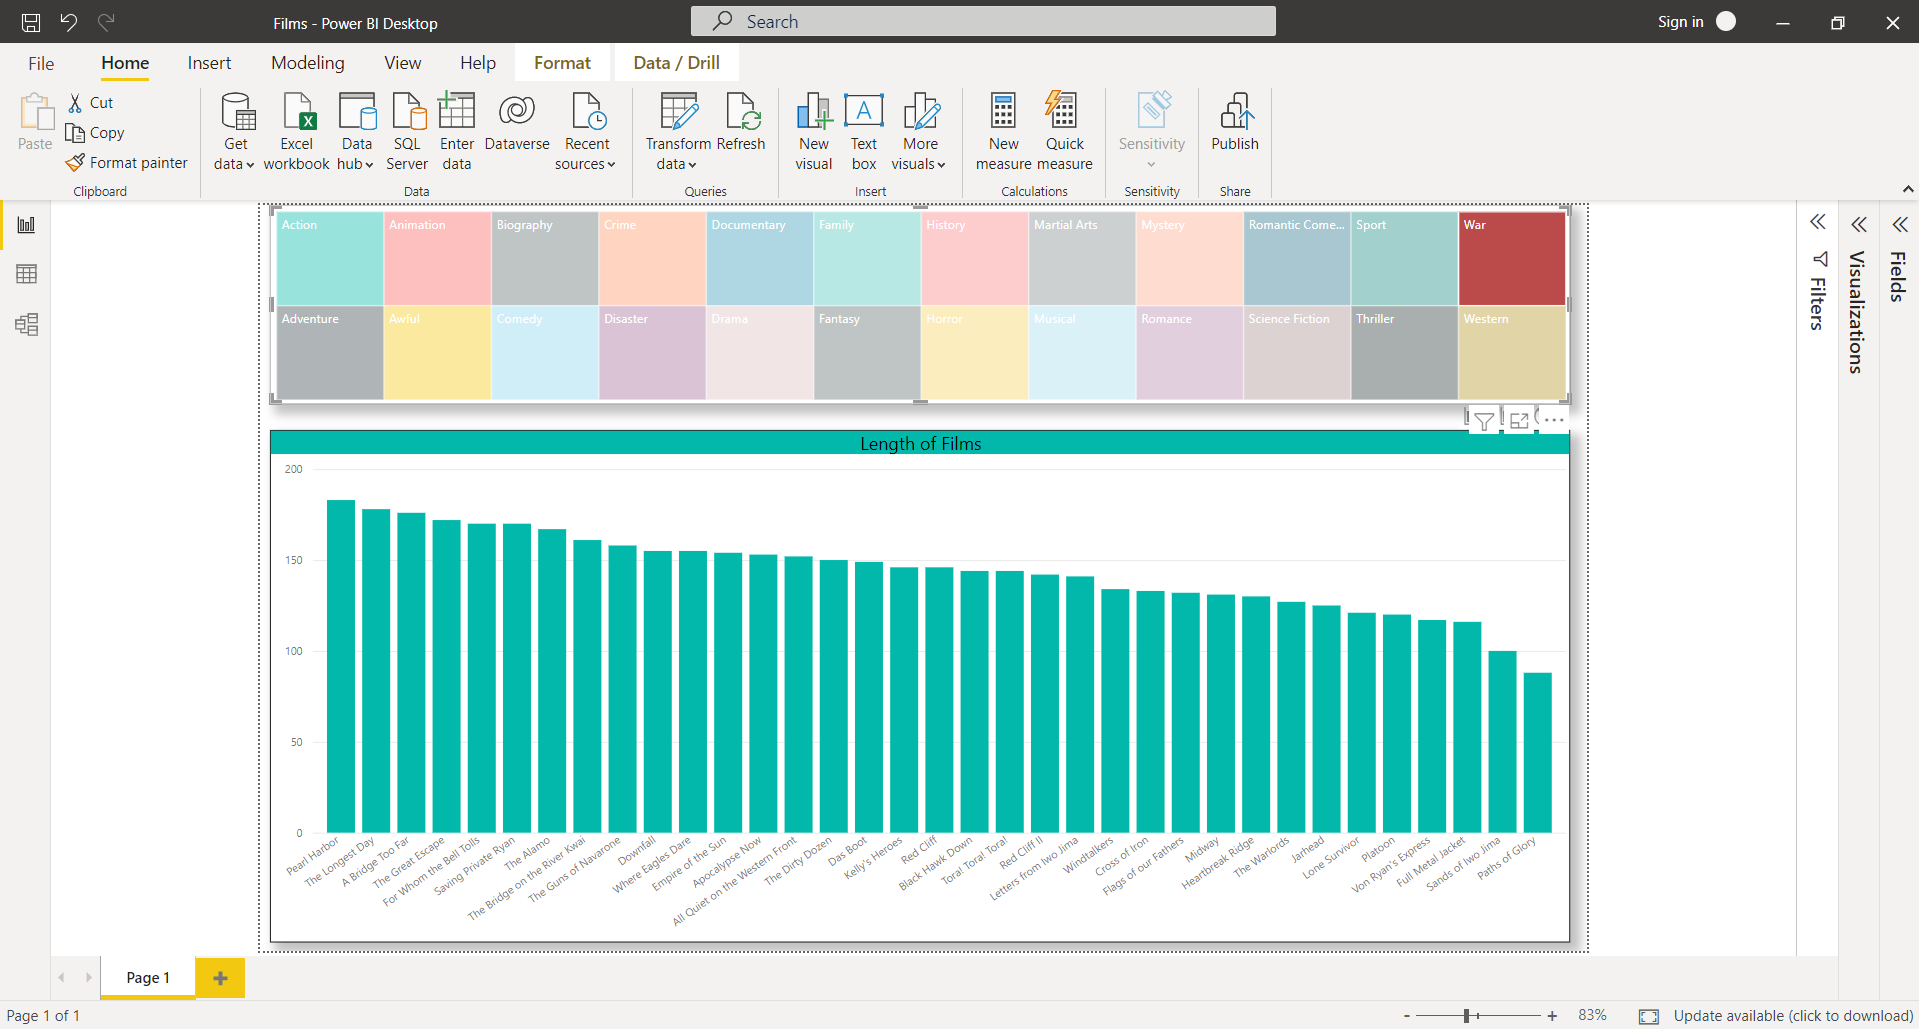 Films - Power BI Desktop
Search
Sign in
File Home Insert Modeling View Help Format Data / Drill
Paste
Cut
Copy
Format painter
Clipboard
Get data
Excel workbook
Data hub
SQL Server
Enter data
Dataverse
Recent sources
Data
Transform data
Refresh
Queries
New visual
Text box
More visuals
Insert
New measure
Quick measure
Calculations
Sensitivity
Sensitivity
Publish
Share
Action Animation Biography Crime Documentary Family History Martial Arts Mystery Romantic Come... Sport War
Adventure Awful Comedy Disaster Drama Fantasy Horror Musical Romance Science Fiction Thriller Western
Filters
Visualizations
Fields
Length of Films
200
150
100
50
0
Pearl Harbor
The Longest Day
A Bridge Too Far
The Great Escape
For Whom the Bell Tolls
Saving Private Ryan
The Alamo
The Bridge on the River Kwai
The Guns of Navarone
Downfall
Where Eagles Dare
Empire of the Sun
Apocalypse Now
All Quiet on the Western Front
The Dirty Dozen
Das Boot
Kelly's Heroes
Red Cliff
Black Hawk Down
Tora! Tora! Tora!
Red Cliff II
Letters from Iwo Jima
Windtalkers
Cross of Iron
Flags of our Fathers
Midway
Heartbreak Ridge
The Warlords
Jarhead
Lone Survivor
Platoon
Von Ryan's Express
Full Metal Jacket
Sands of Iwo Jima
Paths of Glory
Page 1
Page 1 of 1
83%
Update available (click to download)